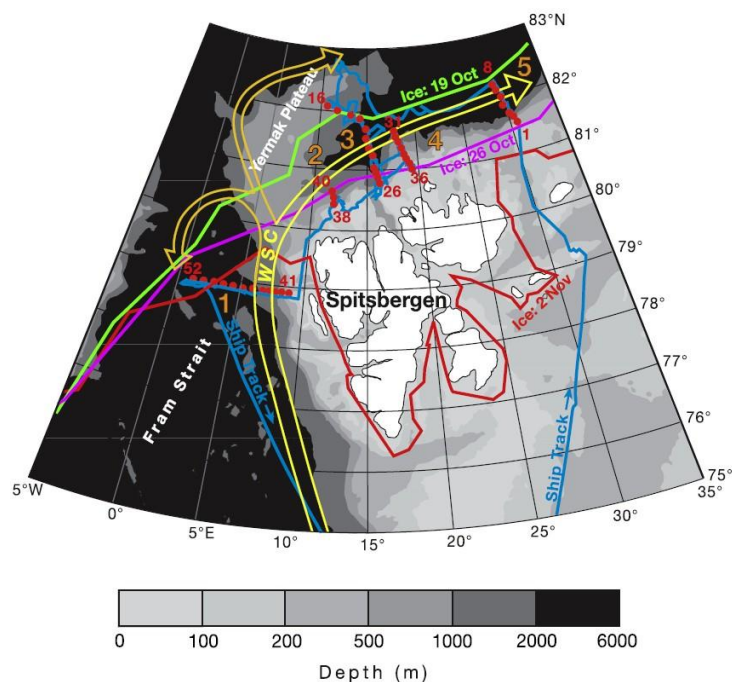 83°N
82°
81°
80°
79°
78°
77°
76°
75°
35°
30°
25°
20°
15°
10°
5°E
0°
5°W
Yermak Plateau
Ice: 19 Oct
8
5
16
3
31
4
1
2
Ice: 26 Oct
40
26
36
38
WSC
52
41
1
Spitsbergen
Ice: 2 Nov
Fram Strait
Ship Track
Ship Track
0 100 200 500 1000 2000 6000
Depth (m)